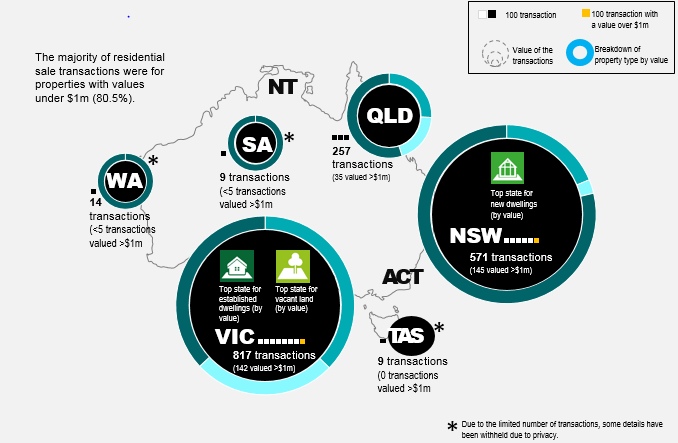 100 transaction
100 transaction with
a value over $1m
Value of the
transactions
Breakdown of
property type by value
The majority of residential
sale transactions were for
properties with values
under $1m (80.5%).
NT
QLD
257
transactions
(35 valued >$1m)
SA
*
9 transactions
(<5 transactions
valued >$1m
WA
*
14
transactions
(<5 transactions
valued >$1m
Top state for
new dwellings
(by value)
NSW
571 transactions
(145 valued >$1m)
Top state for
established
dwellings (by
value)
Top state for
vacant land
(by value)
VIC
817 transactions
(142 valued >$1m)
ACT
TAS
*
9 transactions
(0 transactions
valued >$1m
* Due to the limited number of transactions, some details have
been withheld due to privacy.